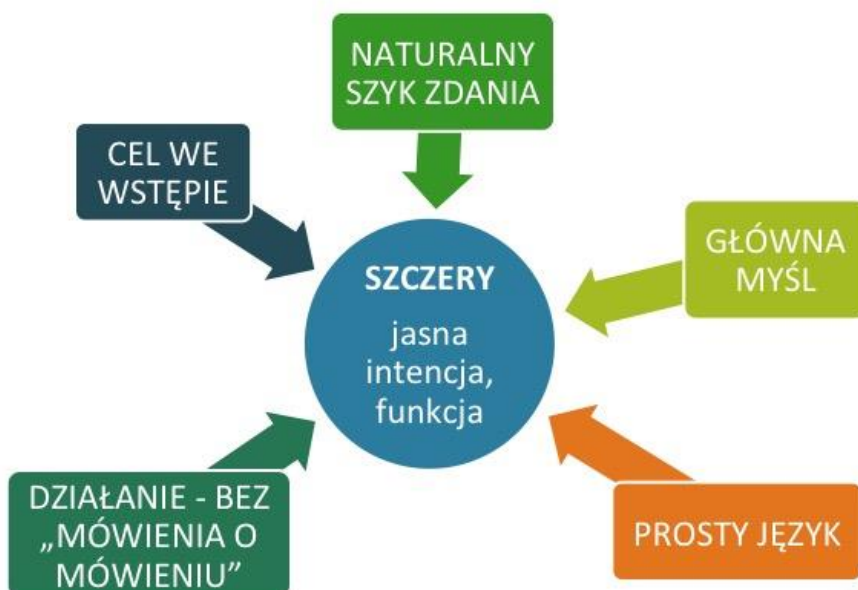 NATURALNY
SZYK ZDANIA
CEL WE
WSTĘPIE
GŁÓWNA
MYŚL
SZCZERY
jasna
intencja,
funkcja
DZIAŁANIE - BEZ
„MÓWIENIA O
MÓWIENIU”
PROSTY JĘZYK